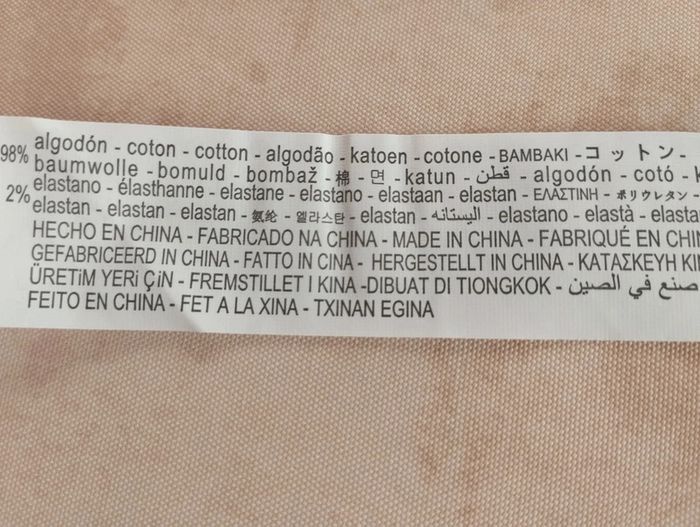 98% algodón - coton - cotton - algodão - katoen - cotone - BAMBAKI - コットン -
baumwolle - bomuld - bombaž - 棉 - 면 - katun - قطن - algodón - cotó - k
2% elastano - élasthanne - elastane - elastano - elastaan - elastan - ΕΛΑΣΤΙΝΗ - ポリウレタン -
elastan - elastan - elastan - 氨纶 - 엘라스탄 - elastan - اليستانه - elastano - elastà - elasta
HECHO EN CHINA - FABRICADO NA CHINA - MADE IN CHINA - FABRIQUÉ EN CHIN
GEFABRICEERD IN CHINA - FATTO IN CINA - HERGESTELLT IN CHINA - ΚΑΤΑΣΚΕΥΗ ΚΙΝ
ÜRETiM YERi ÇiN - FREMSTILLET I KINA -DIBUAT DI TIONGKOK - صنع في الصين
FEITO EN CHINA - FET A LA XINA - TXINAN EGINA